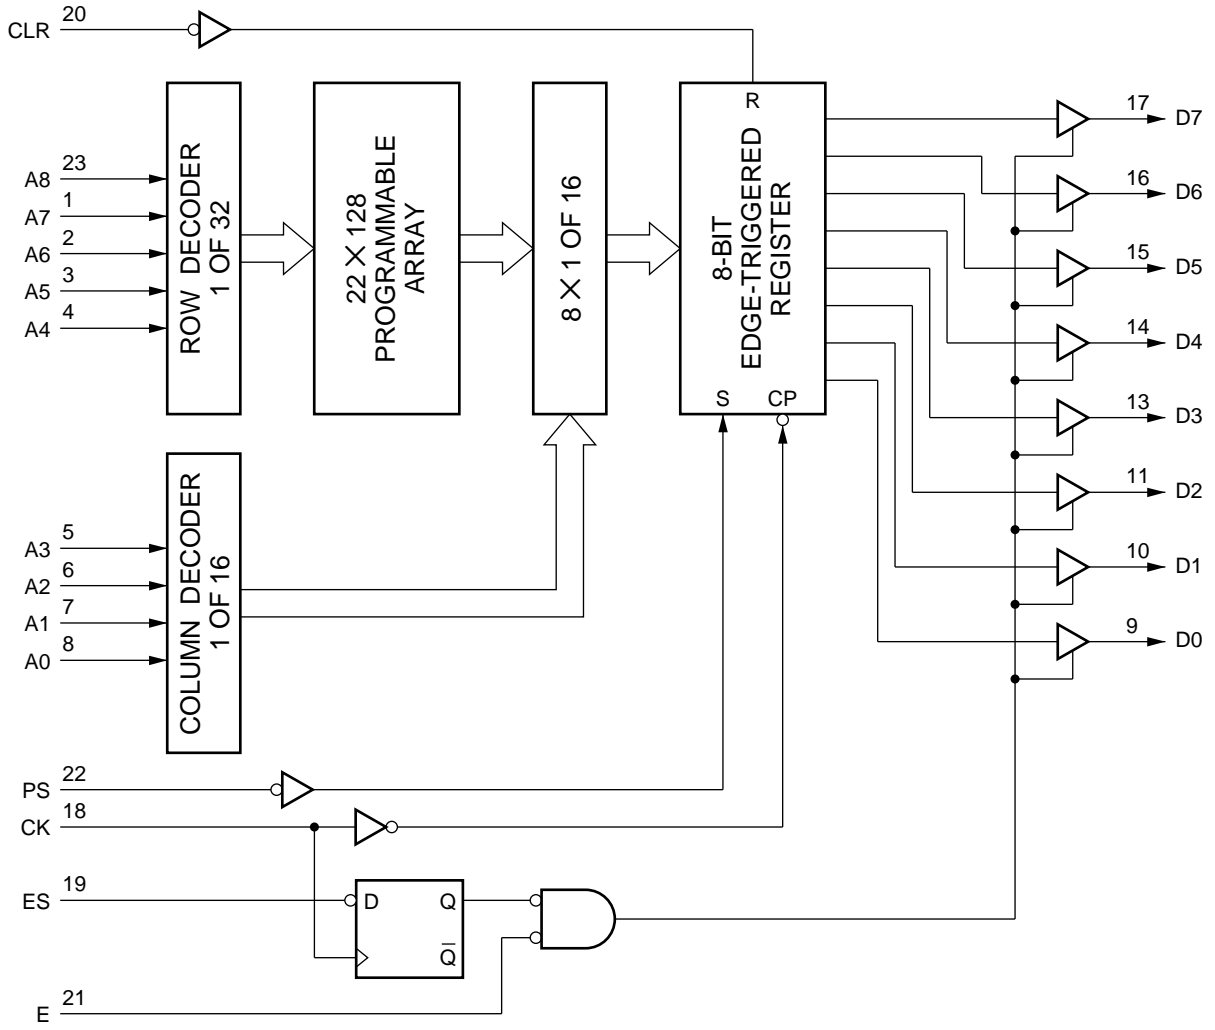 CLR 20
A8 23
A7 1
A6 2
A5 3
A4 4
ROW DECODER
1 OF 32
22 × 128
PROGRAMMABLE
ARRAY
8 × 1 OF 16
R
8-BIT
EDGE-TRIGGERED
REGISTER
S CP
17 D7
16 D6
15 D5
14 D4
13 D3
11 D2
10 D1
9 D0
A3 5
A2 6
A1 7
A0 8
COLUMN DECODER
1 OF 16
PS 22
CK 18
ES 19
D Q
Q̅
E 21